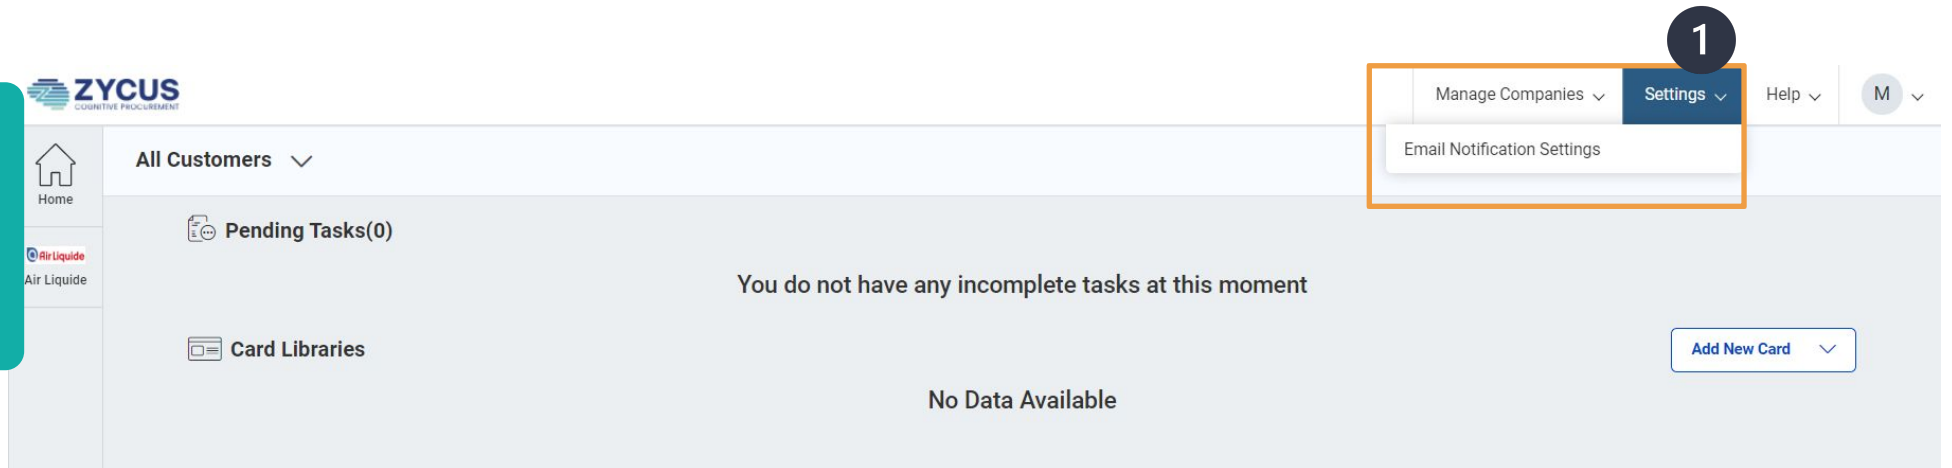 1
ZYCUS
COGNITIVE PROCUREMENT
Manage Companies
Settings
Help
M
Email Notification Settings
All Customers
Home
Pending Tasks(0)
Air Liquide
Air Liquide
You do not have any incomplete tasks at this moment
Card Libraries
Add New Card
No Data Available